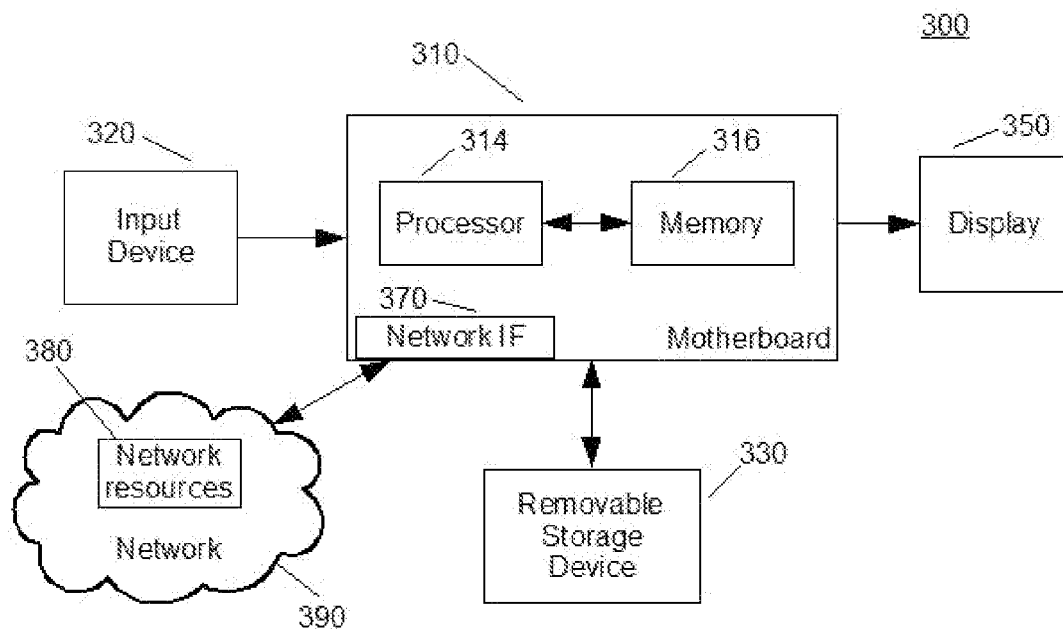 300
310
320
314
316
350
Input
Device
Processor
Memory
Display
370
Network IF
Motherboard
380
Network
resources
Network
390
330
Removable
Storage
Device